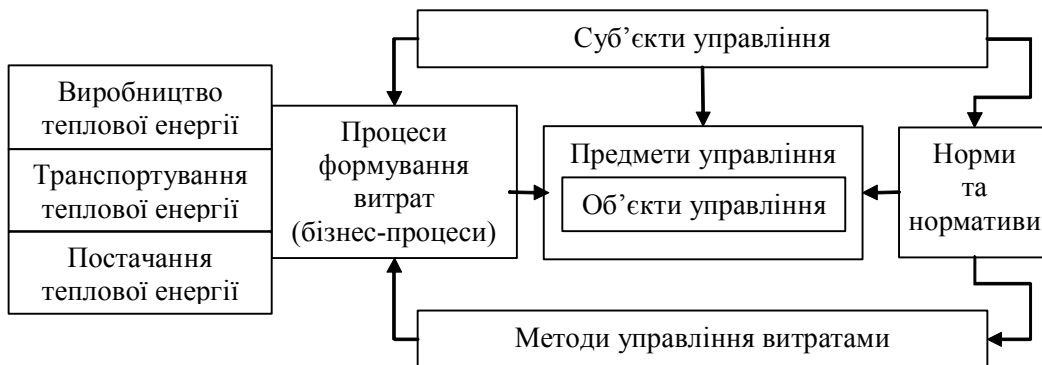 Суб’єкти управління
Виробництво
теплової енергії
Транспортування
теплової енергії
Постачання
теплової енергії
Процеси
формування
витрат
(бізнес-процеси)
Предмети управління
Об’єкти управління
Норми
та
нормативи
Методи управління витратами